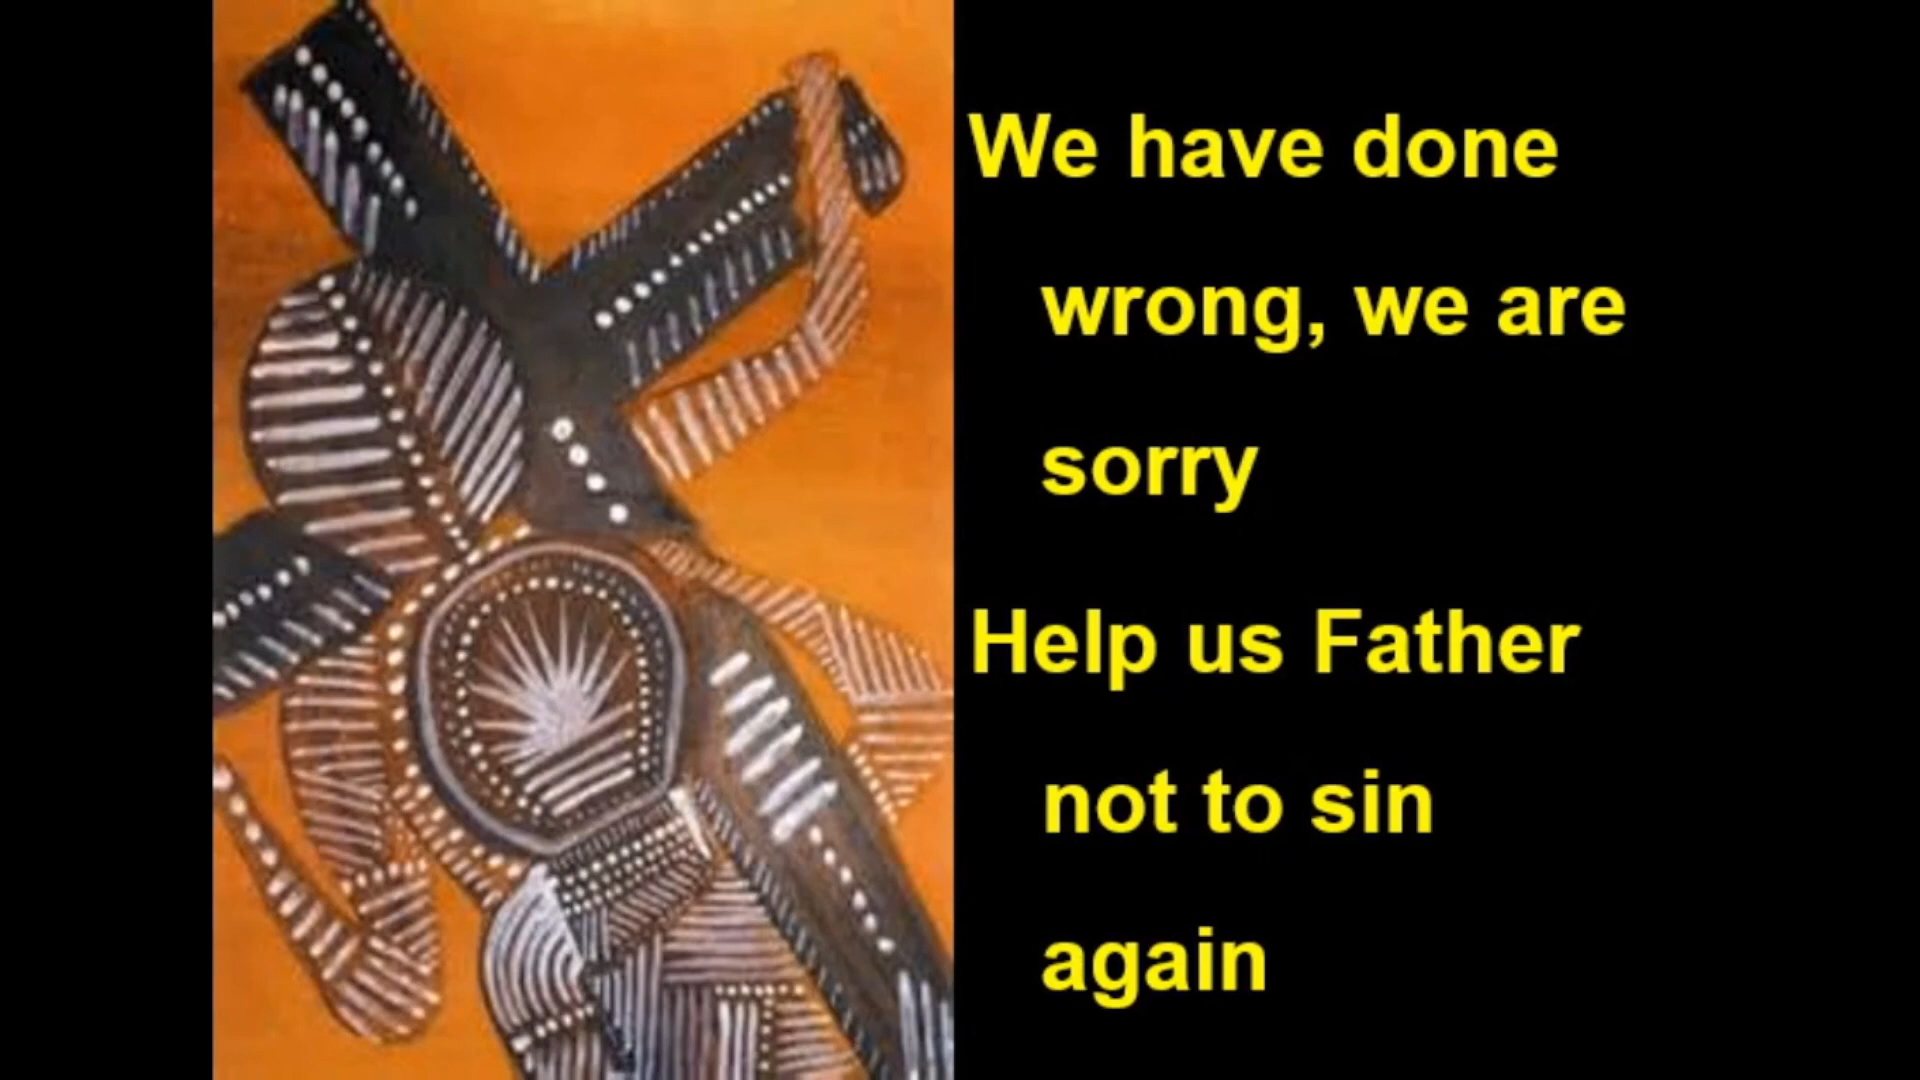 We have done
wrong, we are
sorry
Help us Father
not to sin
again